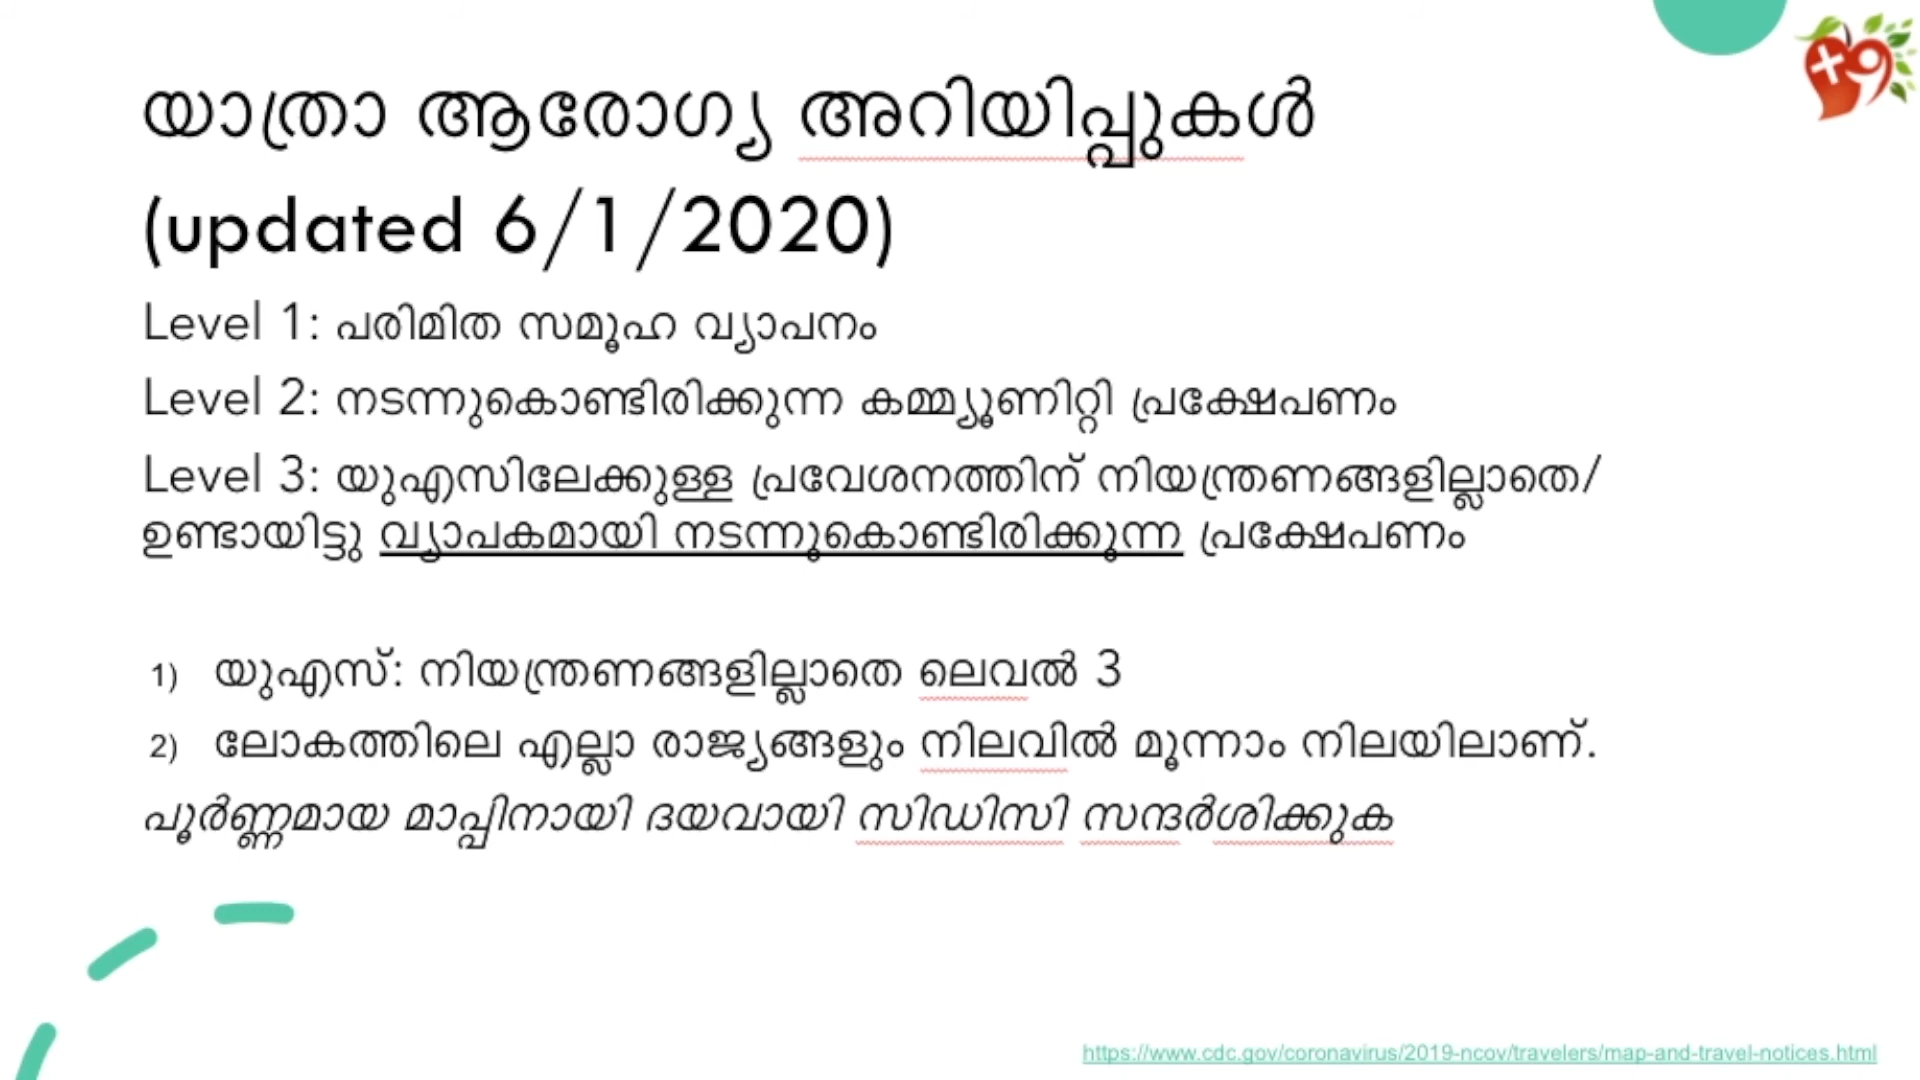 യാത്രാ ആരോഗ്യ അറിയിപ്പുകൾ
(updated 6/1/2020)
Level 1: പരിമിത സമൂഹ വ്യാപനം
Level 2: നടന്നുകൊണ്ടിരിക്കുന്ന കമ്മ്യൂണിറ്റി പ്രക്ഷേപണം
Level 3: യുഎസിലേക്കുള്ള പ്രവേശനത്തിന് നിയന്ത്രണങ്ങളില്ലാതെ/
ഉണ്ടായിട്ടു വ്യാപകമായി നടന്നുകൊണ്ടിരിക്കുന്ന പ്രക്ഷേപണം
1) യുഎസ്: നിയന്ത്രണങ്ങളില്ലാതെ ലെവൽ 3
2) ലോകത്തിലെ എല്ലാ രാജ്യങ്ങളും നിലവിൽ മൂന്നാം നിലയിലാണ്.
പൂർണ്ണമായ മാപ്പിനായി ദയവായി സിഡിസി സന്ദർശിക്കുക
https://www.cdc.gov/coronavirus/2019-ncov/travelers/map-and-travel-notices.html